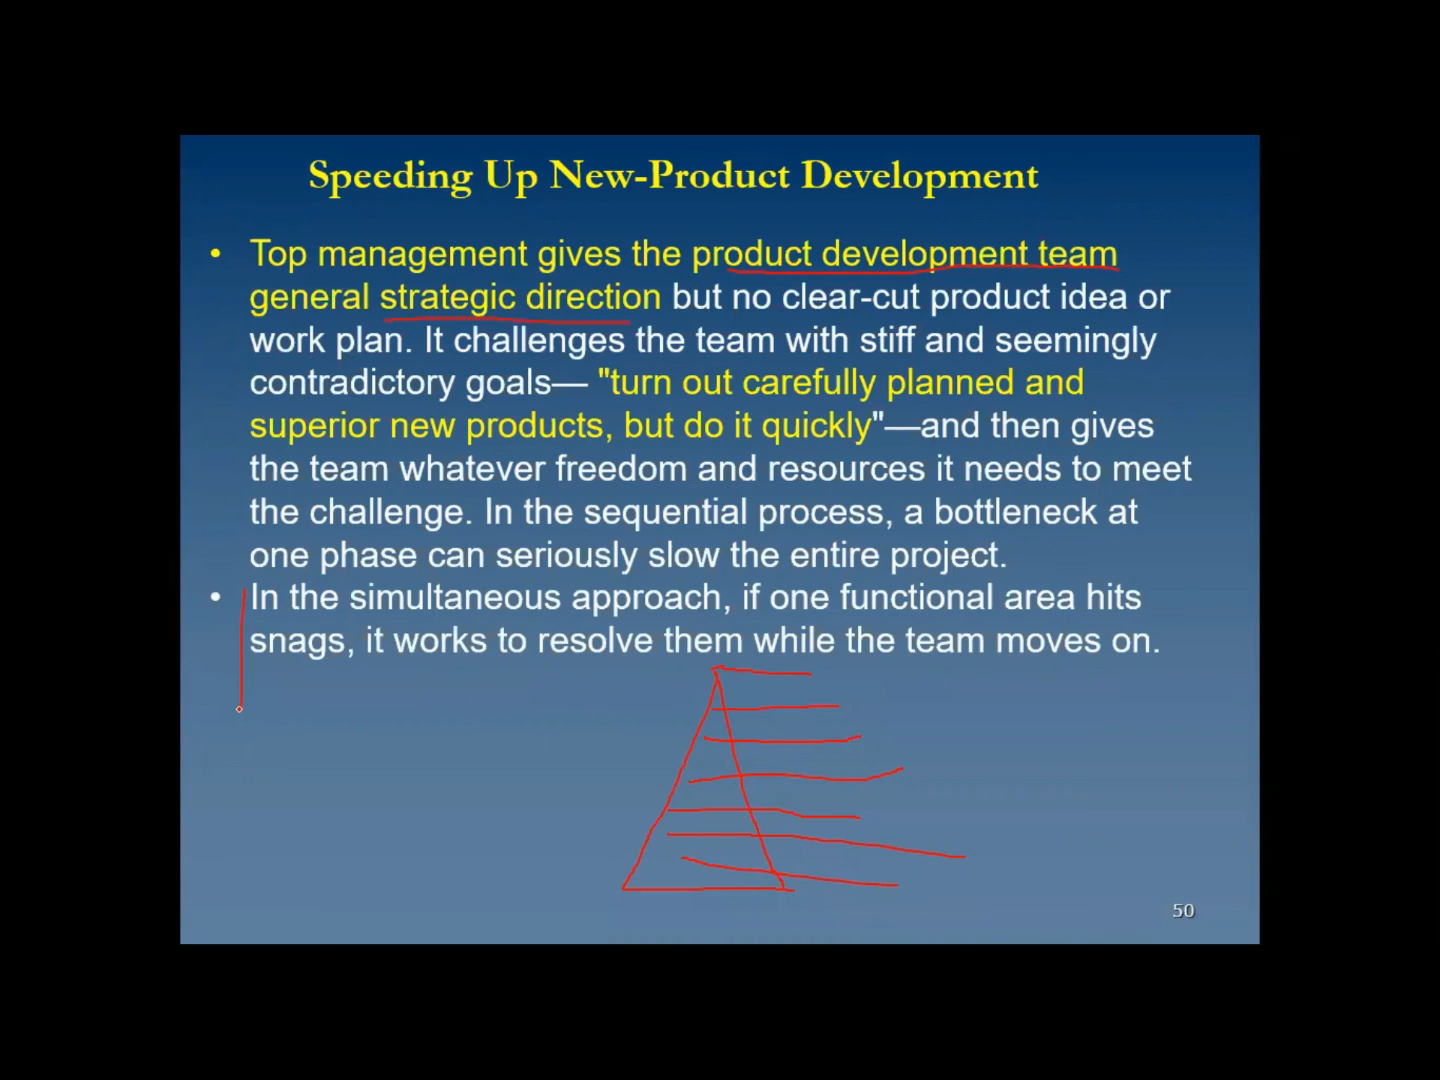 Speeding Up New-Product Development
• Top management gives the product development team
general strategic direction but no clear-cut product idea or
work plan. It challenges the team with stiff and seemingly
contradictory goals— "turn out carefully planned and
superior new products, but do it quickly"—and then gives
the team whatever freedom and resources it needs to meet
the challenge. In the sequential process, a bottleneck at
one phase can seriously slow the entire project.
• In the simultaneous approach, if one functional area hits
snags, it works to resolve them while the team moves on.
50